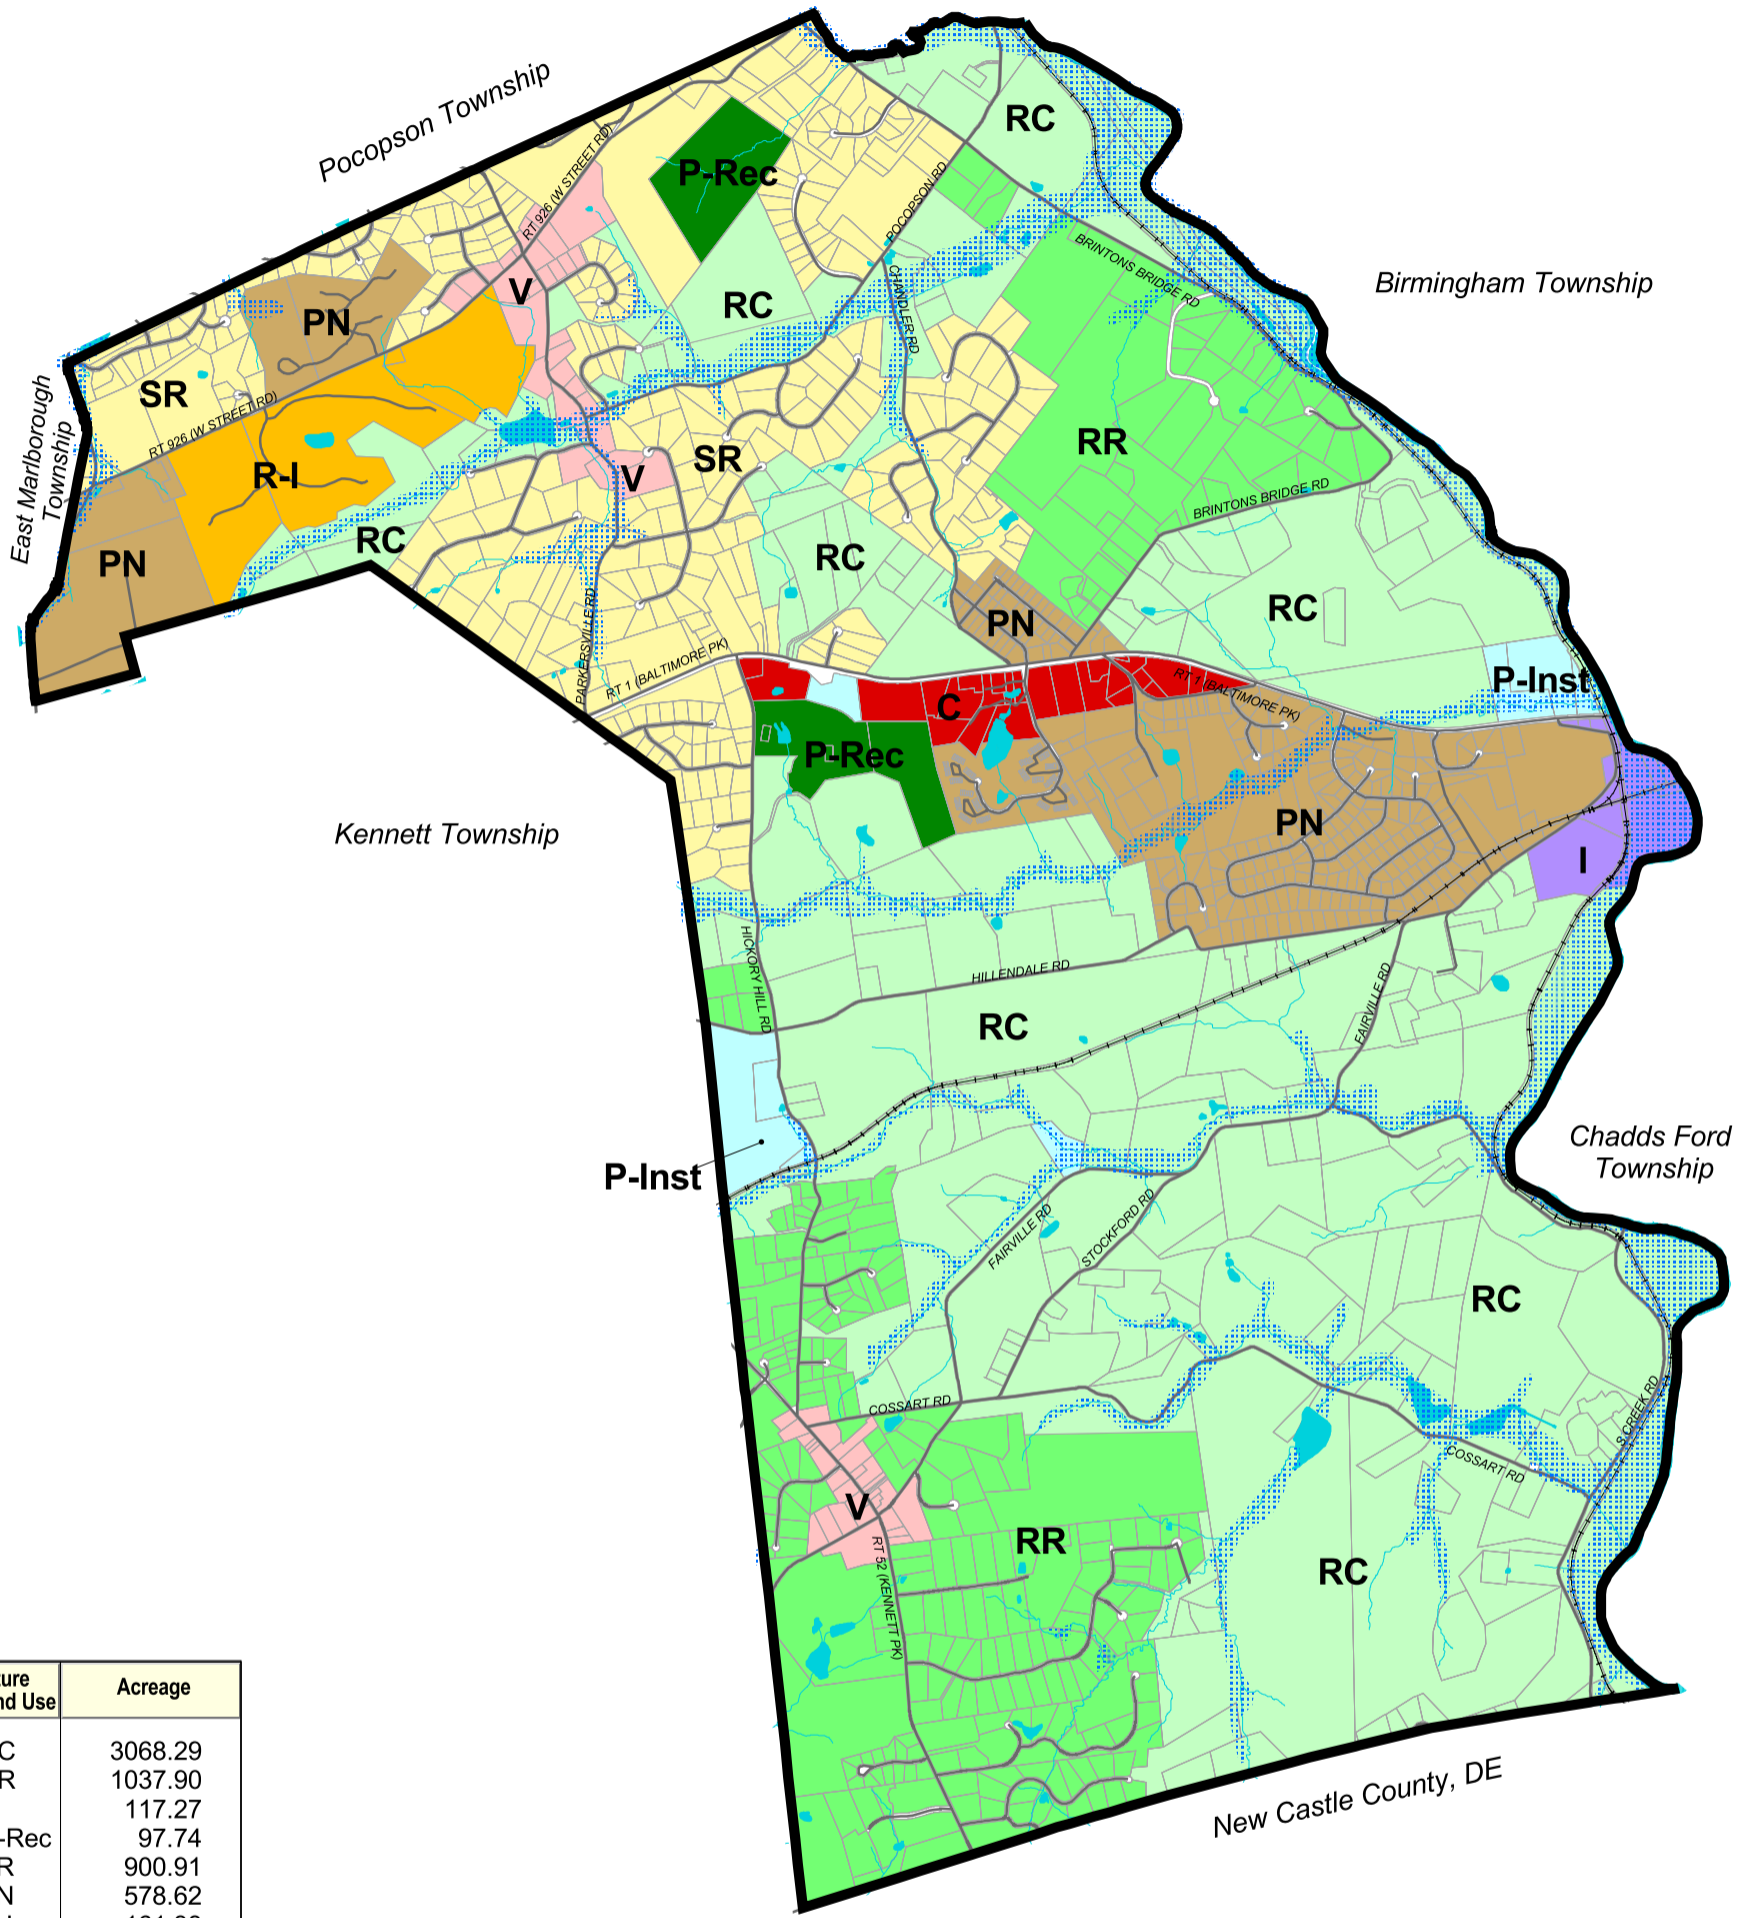 Pocopson Township
RC
P-Rec
RT 926 (W STREET RD)
POCOPSON RD
BRINTONS BRIDGE RD
Birmingham Township
V
PN
RC
CHANDLER RD
East Marlborough
Township
SR
RT 926 (W STREET RD)
R-I
V
SR
RR
BRINTONS BRIDGE RD
RC
PN
RC
RC
PN
PARKERSVILLE RD
RT 1 (BALTIMORE PK)
P-Inst
RT 1 (BALTIMORE PK)
C
P-Rec
Kennett Township
PN
I
HICKORY HILL RD
HILLENDALE RD
RC
FAIRVILLE RD
P-Inst
Chadds Ford
Township
FAIRVILLE RD
STOCKFORD RD
RC
COSSART RD
S CREEK RD
COSSART RD
V
RR
RC
RT 52 (KENNETT PK)
New Castle County, DE
ture
nd Use
Acreage
C 3068.29
R 1037.90
117.27
-Rec 97.74
R 900.91
N 578.62